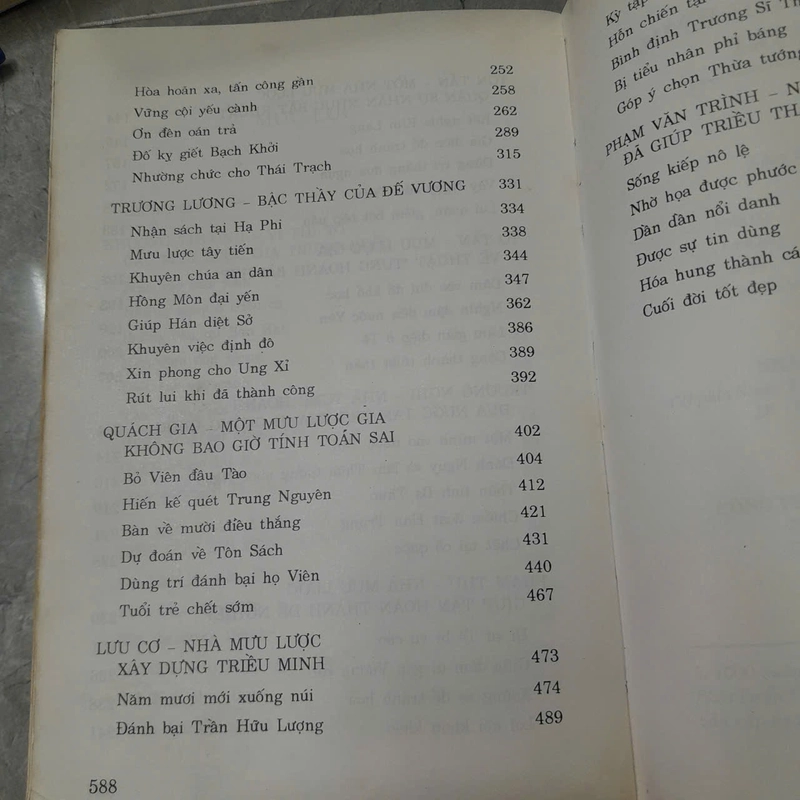 Hòa hoãn xa, tấn công gần 252
Vững cội yếu cành 258
Ơn đền oán trả 262
Đố kỵ giết Bạch Khởi 289
Nhường chức cho Thái Trạch 315
TRƯƠNG LƯƠNG – BẬC THẦY CỦA ĐẾ VƯƠNG 331
Nhận sách tại Hạ Phi 334
Mưu lược tây tiến 338
Khuyên chúa an dân 344
Hồng Môn đại yến 347
Giúp Hán diệt Sở 362
Khuyên việc định đô 386
Xin phong cho Ung Xỉ 389
Rút lui khi đã thành công 392
QUÁCH GIA – MỘT MƯU LƯỢC GIA
KHÔNG BAO GIỜ TÍNH TOÁN SAI 402
Bỏ Viên đầu Tào 404
Hiến kế quét Trung Nguyên 412
Bàn về mười điều thắng 421
Dự đoán về Tôn Sách 431
Dùng trí đánh bại họ Viên 440
Tuổi trẻ chết sớm 467
LƯU CƠ – NHÀ MƯU LƯỢC
XÂY DỰNG TRIỀU MINH 473
Năm mươi mới xuống núi 474
Đánh bại Trần Hữu Lượng 489
588
Kỳ tập
Hỗn chiến tại
Bình định Trương Sĩ Th
Bị tiểu nhân phỉ báng
Góp ý chọn Thừa tướng
PHẠM VĂN TRÌNH – N
ĐÃ GIÚP TRIỀU THA
Sống kiếp nô lệ
Nhờ họa được phước
Dần dần nổi danh
Được sự tin dùng
Hóa hung thành cá
Cuối đời tốt đẹp